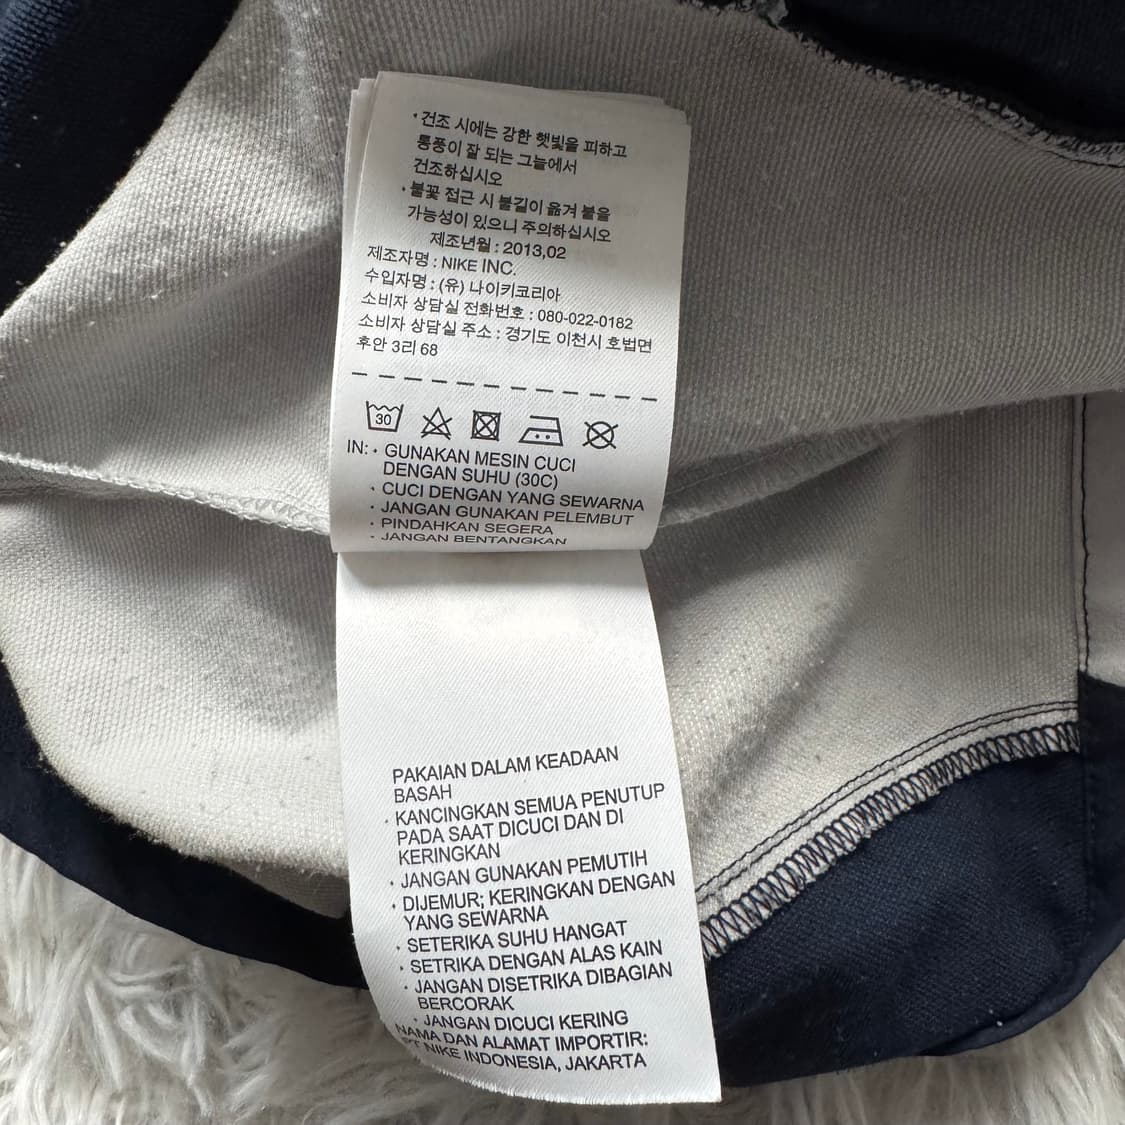 · 건조 시에는 강한 햇빛을 피하고
통풍이 잘 되는 그늘에서
건조하십시오
· 불꽃 접근 시 불길이 옮겨 붙을
가능성이 있으니 주의하십시오
제조년월 : 2013,02
제조자명 : NIKE INC.
수입자명 : (유) 나이키코리아
소비자 상담실 전화번호 : 080-022-0182
소비자 상담실 주소 : 경기도 이천시 호법면
후안 3리 68
30
IN: · GUNAKAN MESIN CUCI
DENGAN SUHU (30C)
· CUCI DENGAN YANG SEWARNA
· JANGAN GUNAKAN PELEMBUT
· PINDAHKAN SEGERA
· JANGAN BENTANGKAN
PAKAIAN DALAM KEADAAN
BASAH
· KANCINGKAN SEMUA PENUTUP
PADA SAAT DICUCI DAN DI
KERINGKAN
· JANGAN GUNAKAN PEMUTIH
· DIJEMUR; KERINGKAN DENGAN
YANG SEWARNA
· SETERIKA SUHU HANGAT
· SETRIKA DENGAN ALAS KAIN
· JANGAN DISETRIKA DIBAGIAN
BERCORAK
· JANGAN DICUCI KERING
NAMA DAN ALAMAT IMPORTIR:
PT NIKE INDONESIA, JAKARTA